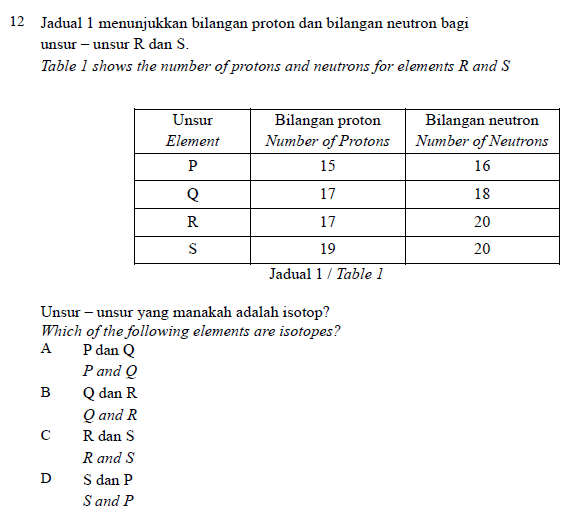 12 Jadual 1 menunjukkan bilangan proton dan bilangan neutron bagi
unsur – unsur R dan S.
Table 1 shows the number of protons and neutrons for elements R and S
Unsur Bilangan proton Bilangan neutron
Element Number of Protons Number of Neutrons
P 15 16
Q 17 18
R 17 20
S 19 20
Jadual 1 / Table 1
Unsur – unsur yang manakah adalah isotop?
Which of the following elements are isotopes?
A P dan Q
P and Q
B Q dan R
Q and R
C R dan S
R and S
D S dan P
S and P